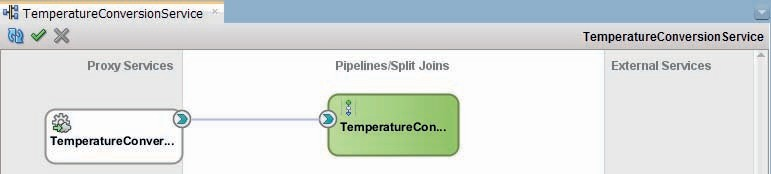 TemperatureConversionService
TemperatureConversionService
Proxy Services
Pipelines/Split Joins
External Services
TemperatureConver...
TemperatureCon...